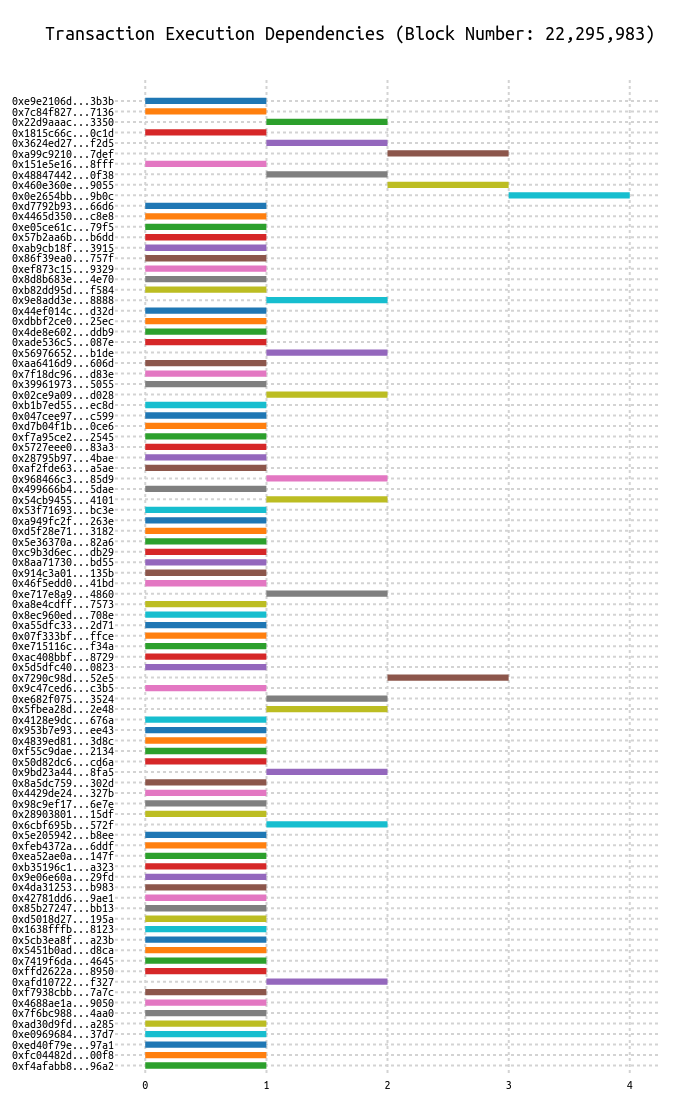 Transaction Execution Dependencies (Block Number: 22,295,983)
0xe9e2106d...3b3b
0x7c84f827...7136
0x22d9aaac...3350
0x1815c66c...0c1d
0x3624ed27...f2d5
0xa99c9210...7def
0x151e5e16...8fff
0x48847442...0f38
0x460e360e...9055
0x0e2654bb...9b0c
0xd7792b93...66d6
0x4465d350...c8e8
0xe05ce61c...79f5
0x57b2aa6b...b6dd
0xab9cb18f...3915
0x86f39ea0...757f
0xef873c15...9329
0x8d8b683e...4e70
0xb82dd95d...f584
0x9e8add3e...8888
0x44ef014c...d32d
0xdbbf2ce0...25ec
0x4de8e602...ddb9
0xade536c5...087e
0x56976652...b1de
0xaa6416d9...606d
0x7f18dc96...d83e
0x39961973...5055
0x02ce9a09...d028
0xb1b7ed55...ec8d
0x047cee97...c599
0xd7b04f1b...0ce6
0xf7a95ce2...2545
0x5727eee0...83a3
0x28795b97...4bae
0xaf2fde63...a5ae
0x968466c3...85d9
0x499666b4...5dae
0x54cb9455...4101
0x53f71693...bc3e
0xa949fc2f...263e
0xd5f28e71...3182
0x5e36370a...82a6
0xc9b3d6ec...db29
0x8aa71730...bd55
0x914c3a01...135b
0x46f5edd0...41bd
0xe717e8a9...4860
0xa8e4cdff...7573
0x8ec960ed...708e
0xa55dfc33...2d71
0x07f333bf...ffce
0xe715116c...f34a
0xac408bbf...8729
0x5d5dfc40...0823
0x7290c98d...52e5
0x9c47ced6...c3b5
0xe682f075...3524
0x5fbea28d...2e48
0x4128e9dc...676a
0x953b7e93...ee43
0x4839ed81...3d8c
0xf55c9dae...2134
0x50d82dc6...cd6a
0x9bd23a44...8fa5
0x8a5dc759...302d
0x4429de24...327b
0x98c9ef17...6e7e
0x28903801...15df
0x6cbf695b...572f
0x5e205942...b8ee
0xfeb4372a...6ddf
0xea52ae0a...147f
0xb35196c1...a323
0x9e06e60a...29fd
0x4da31253...b983
0x42781dd6...9ae1
0x85b27247...bb13
0xd5018d27...195a
0x1638fffb...8123
0x5cb3ea8f...a23b
0x5451b0ad...d8ca
0x7419f6da...4645
0xffd2622a...8950
0xafd10722...f327
0xf7938cbb...7a7c
0x4688ae1a...9050
0x7f6bc988...4aa0
0xad30d9fd...a285
0xe0969684...37d7
0xed40f79e...97a1
0xfc04482d...00f8
0xf4afabb8...96a2
0 1 2 3 4